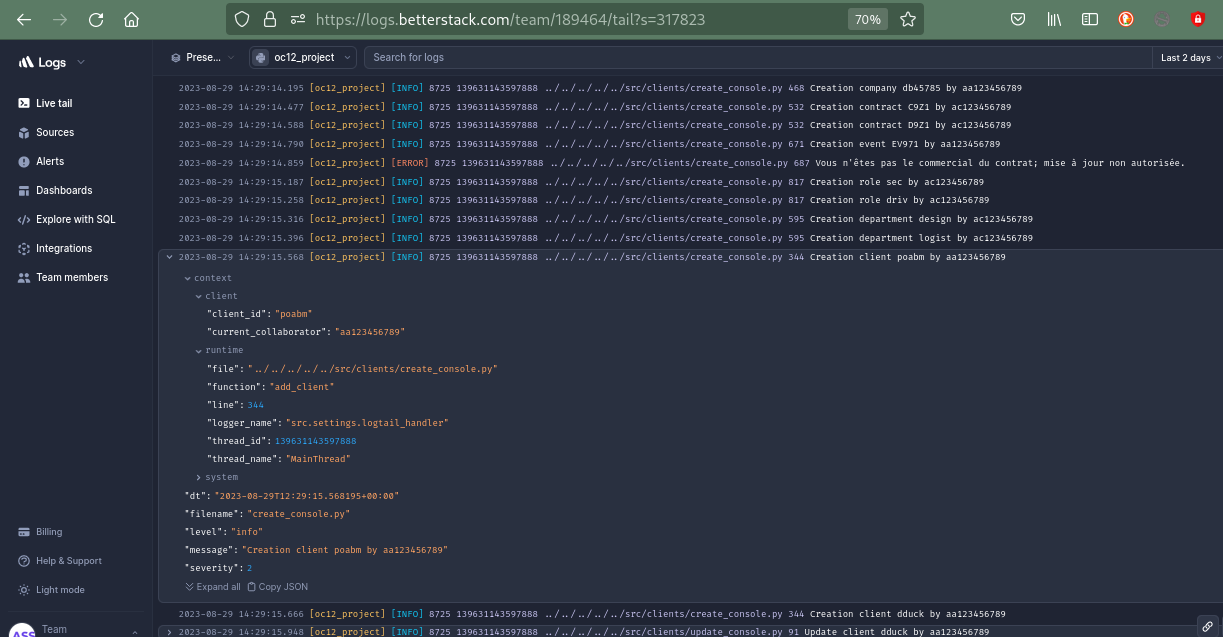 https://logs.betterstack.com/team/189464/tail?s=317823
70%
Logs
Prese...
oc12_project
Search for logs
Last 2 days
Live tail
Sources
Alerts
Dashboards
Explore with SQL
Integrations
Team members
Billing
Help & Support
Light mode
ASS
Team
2023-08-29 14:29:14.195 [oc12_project] [INFO] 8725 139631143597888 ../../../../../src/clients/create_console.py 468 Creation company db45785 by aa123456789
2023-08-29 14:29:14.477 [oc12_project] [INFO] 8725 139631143597888 ../../../../../src/clients/create_console.py 532 Creation contract C9Z1 by ac123456789
2023-08-29 14:29:14.588 [oc12_project] [INFO] 8725 139631143597888 ../../../../../src/clients/create_console.py 532 Creation contract D9Z1 by ac123456789
2023-08-29 14:29:14.790 [oc12_project] [INFO] 8725 139631143597888 ../../../../../src/clients/create_console.py 671 Creation event EV971 by aa123456789
2023-08-29 14:29:14.859 [oc12_project] [ERROR] 8725 139631143597888 ../../../../../src/clients/create_console.py 687 Vous n'êtes pas le commercial du contrat; mise à jour non autorisée.
2023-08-29 14:29:15.187 [oc12_project] [INFO] 8725 139631143597888 ../../../../../src/clients/create_console.py 817 Creation role sec by ac123456789
2023-08-29 14:29:15.258 [oc12_project] [INFO] 8725 139631143597888 ../../../../../src/clients/create_console.py 817 Creation role driv by ac123456789
2023-08-29 14:29:15.316 [oc12_project] [INFO] 8725 139631143597888 ../../../../../src/clients/create_console.py 595 Creation department design by ac123456789
2023-08-29 14:29:15.396 [oc12_project] [INFO] 8725 139631143597888 ../../../../../src/clients/create_console.py 595 Creation department logist by ac123456789
2023-08-29 14:29:15.568 [oc12_project] [INFO] 8725 139631143597888 ../../../../../src/clients/create_console.py 344 Creation client poabm by aa123456789
context
client
"client_id": "poabm"
"current_collaborator": "aa123456789"
runtime
"file": "../../../../../src/clients/create_console.py"
"function": "add_client"
"line": 344
"logger_name": "src.settings.logtail_handler"
"thread_id": 139631143597888
"thread_name": "MainThread"
system
"dt": "2023-08-29T12:29:15.568195+00:00"
"filename": "create_console.py"
"level": "info"
"message": "Creation client poabm by aa123456789"
"severity": 2
Expand all Copy JSON
2023-08-29 14:29:15.666 [oc12_project] [INFO] 8725 139631143597888 ../../../../../src/clients/create_console.py 344 Creation client dduck by aa123456789
2023-08-29 14:29:15.948 [oc12_project] [INFO] 8725 139631143597888 ../../../../../src/clients/update_console.py 91 Update client dduck by aa123456789